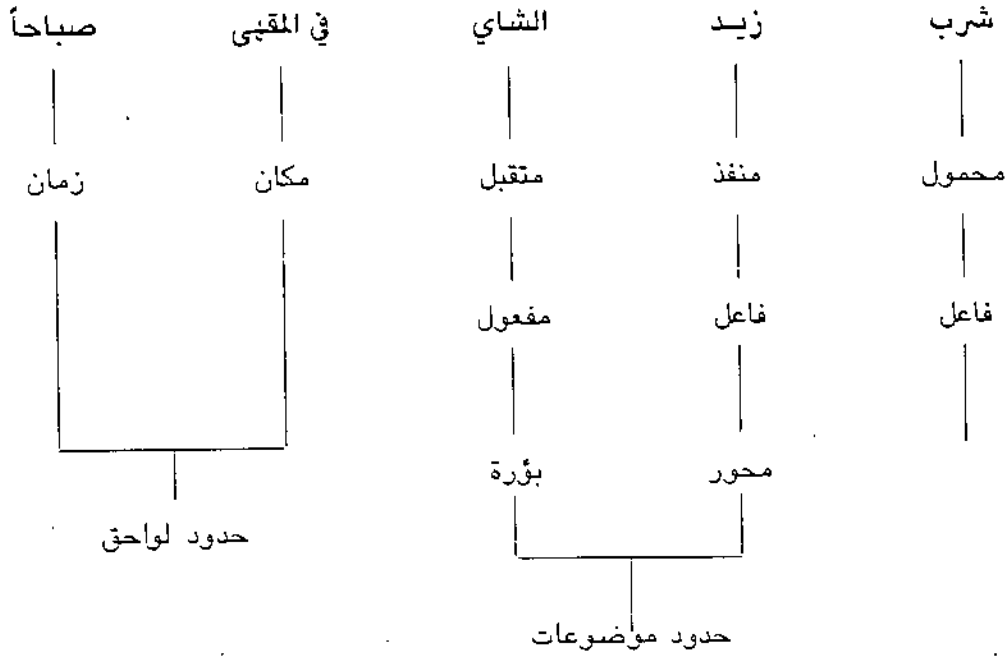 شرب زيـد الشاي في المقهى صباحاً
محمول منفذ متقبل مكان زمان
فاعل فاعل مفعول
محور بؤرة
حدود لواحق
حدود موضوعات